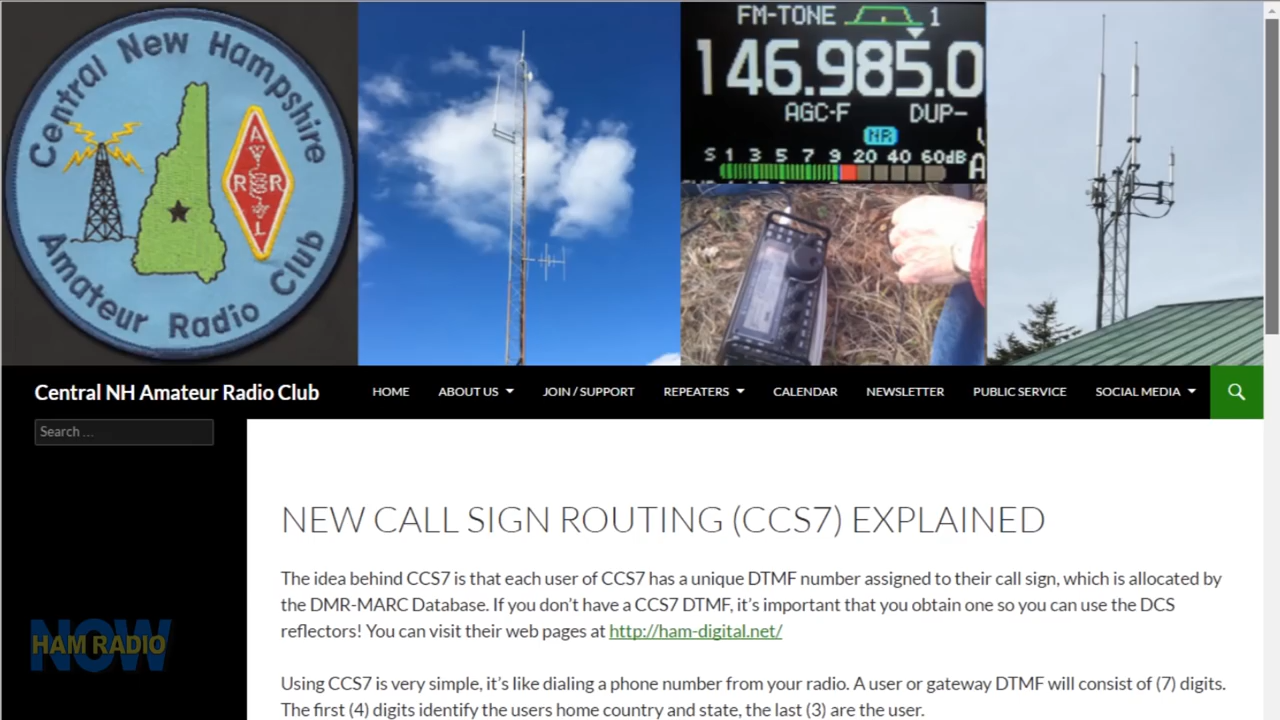 Central New Hampshire
Amateur Radio Club
ARRL
FM-TONE 1
146.985.0
AGC-F DUP-
NR
S 1 3 5 7 9 20 40 60dB
Central NH Amateur Radio Club
HOME ABOUT US JOIN / SUPPORT REPEATERS CALENDAR NEWSLETTER PUBLIC SERVICE SOCIAL MEDIA
Search …
NEW CALL SIGN ROUTING (CCS7) EXPLAINED
The idea behind CCS7 is that each user of CCS7 has a unique DTMF number assigned to their call sign, which is allocated by
the DMR-MARC Database. If you don’t have a CCS7 DTMF, it’s important that you obtain one so you can use the DCS
reflectors! You can visit their web pages at http://ham-digital.net/
Using CCS7 is very simple, it’s like dialing a phone number from your radio. A user or gateway DTMF will consist of (7) digits.
The first (4) digits identify the users home country and state, the last (3) are the user.
NOW
HAM RADIO